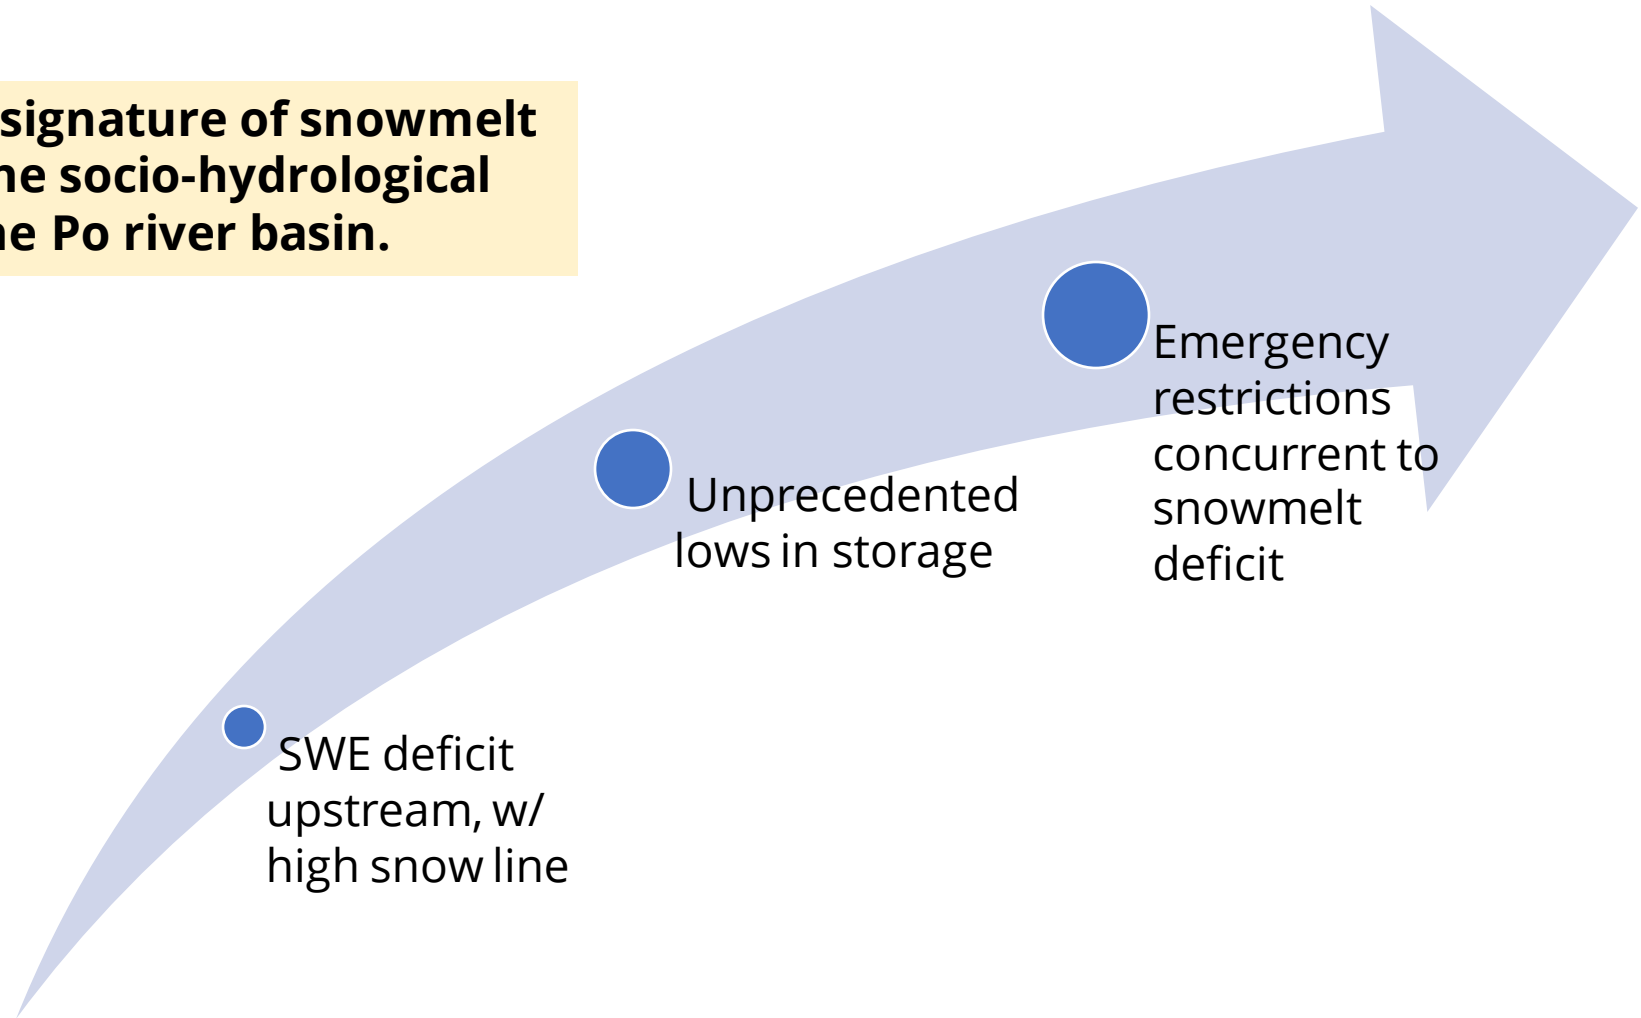 signature of snowmelt
he socio-hydrological
he Po river basin.
Emergency
restrictions
concurrent to
snowmelt
deficit
Unprecedented
lows in storage
SWE deficit
upstream, w/
high snow line